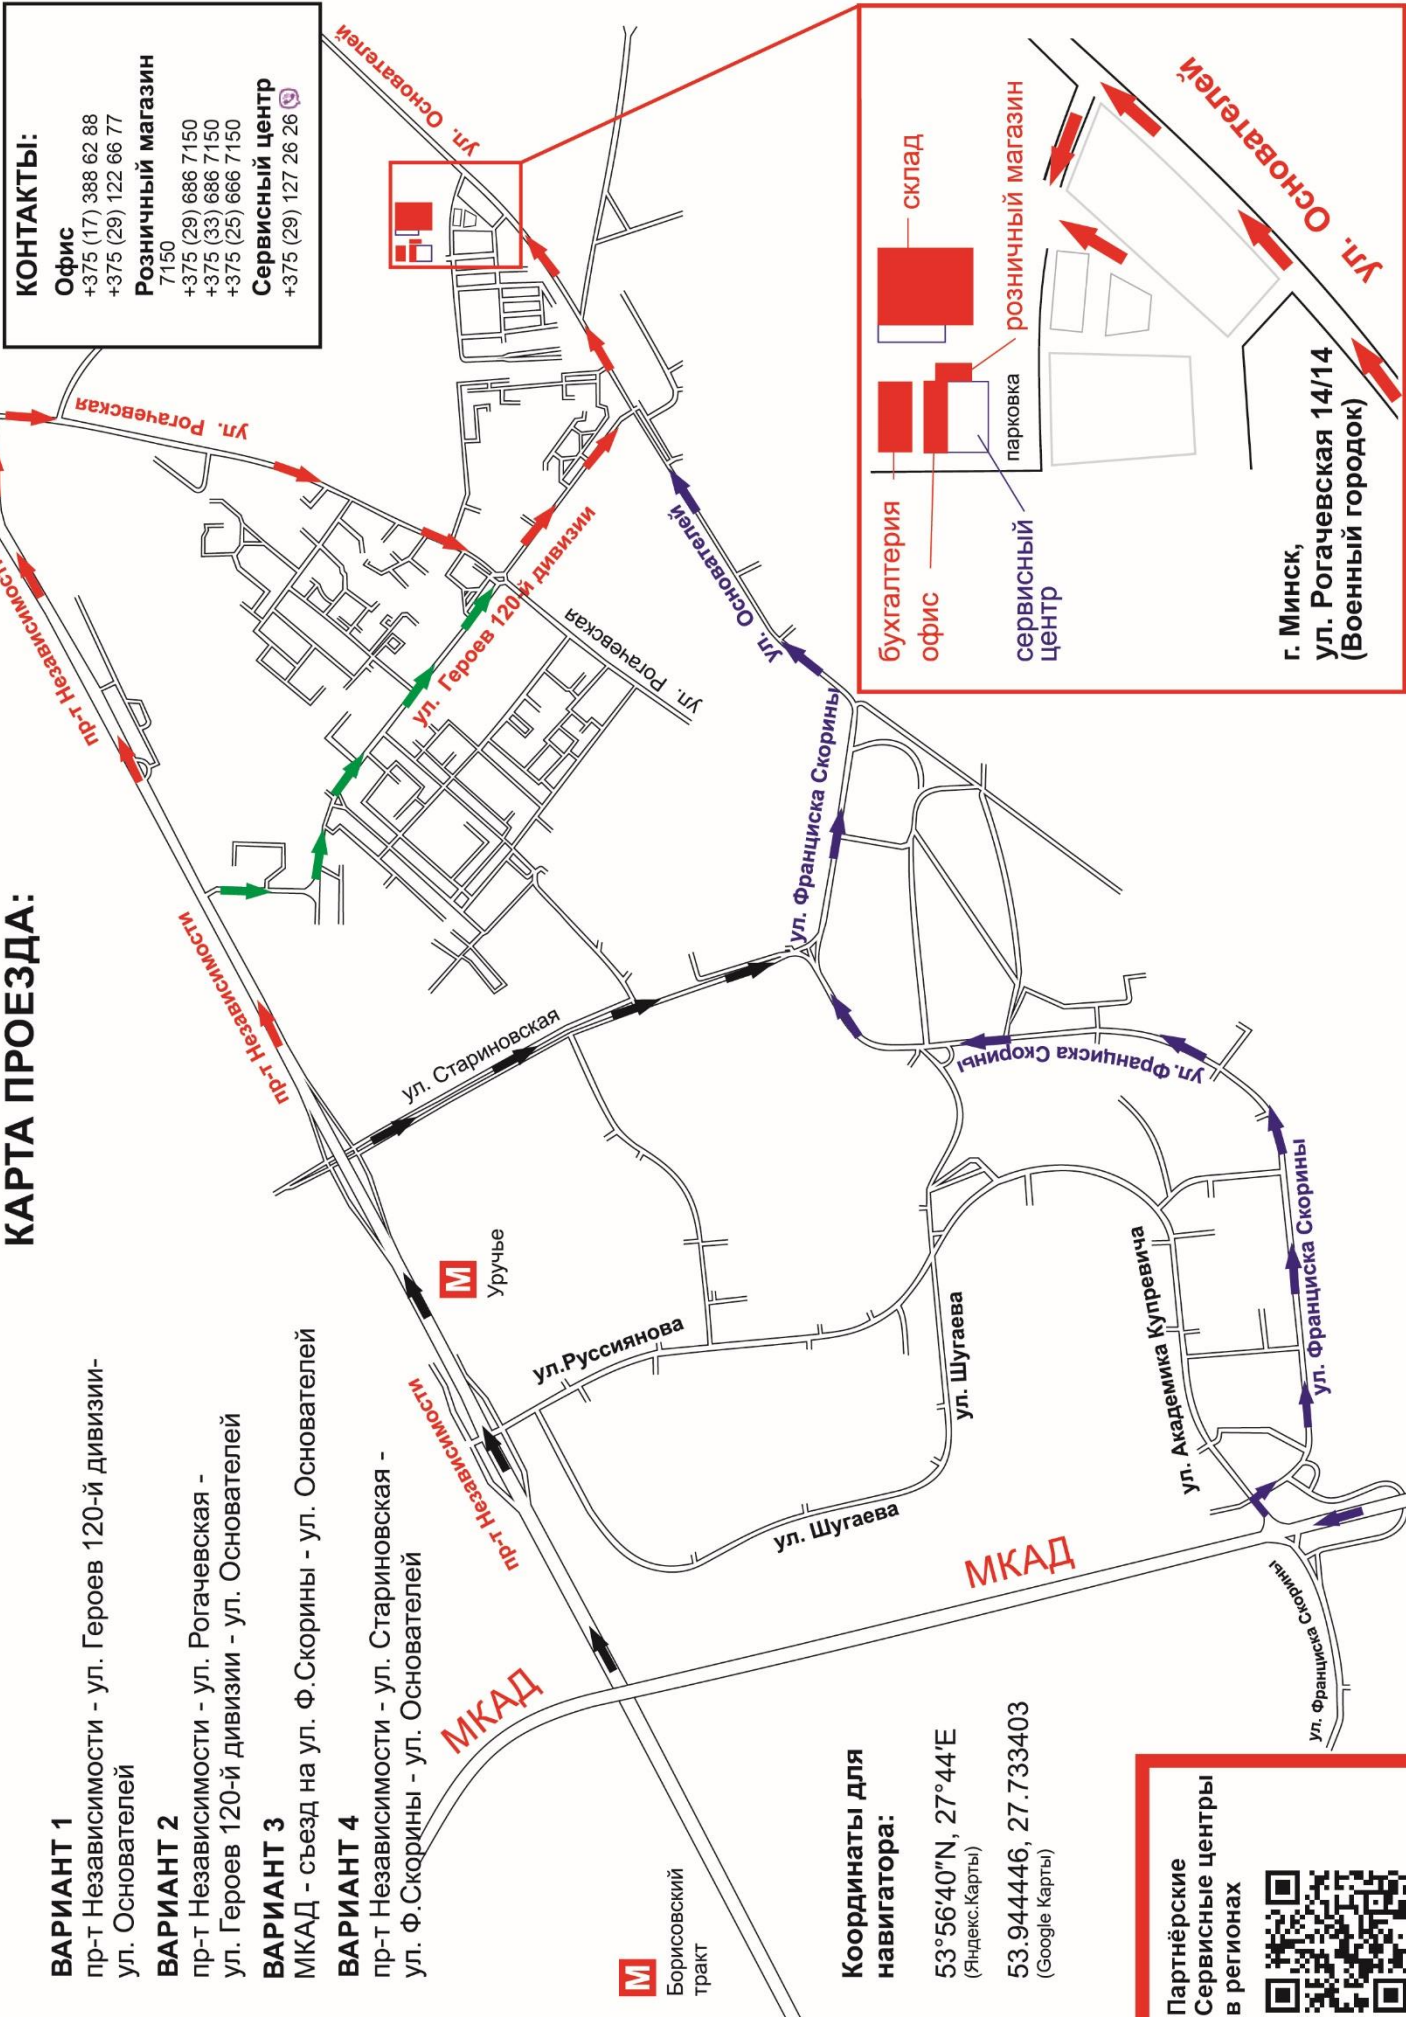 КАРТА ПРОЕЗДА:
ВАРИАНТ 1
пр-т Независимости - ул. Героев 120-й дивизии-
ул. Основателей
ВАРИАНТ 2
пр-т Независимости - ул. Рогачевская -
ул. Героев 120-й дивизии - ул. Основателей
ВАРИАНТ 3
МКАД - съезд на ул. Ф.Скорины - ул. Основателей
ВАРИАНТ 4
пр-т Независимости - ул. Стариновская -
ул. Ф.Скорины - ул. Основателей
КОНТАКТЫ:
Офис
+375 (17) 388 62 88
+375 (29) 122 66 77
Розничный магазин
7150
+375 (29) 686 7150
+375 (33) 686 7150
+375 (25) 666 7150
Сервисный центр
+375 (29) 127 26 26
пр-т Независимости
пр-т Независимости
пр-т Независимости
ул. Рогачевская
ул. Рогачевская
ул. Героев 120-й дивизии
ул. Основателей
ул. Основателей
ул. Стариновская
М
Уручье
ул.Руссиянова
ул. Шугаева
ул. Шугаева
ул. Академика Купревича
ул. Франциска Скорины
ул.Франциска Скорины
ул. Франциска Скорины
ул. Франциска Скорины
МКАД
МКАД
М
Борисовский
тракт
Координаты для
навигатора:
53°56'40"N, 27°44'E
(Яндекс.Карты)
53.944446, 27.733403
(Google Карты)
Партнёрские
Сервисные центры
в регионах
бухгалтерия
офис
сервисный
центр
парковка
склад
розничный магазин
ул. Основателей
г. Минск,
ул. Рогачевская 14/14
(Военный городок)